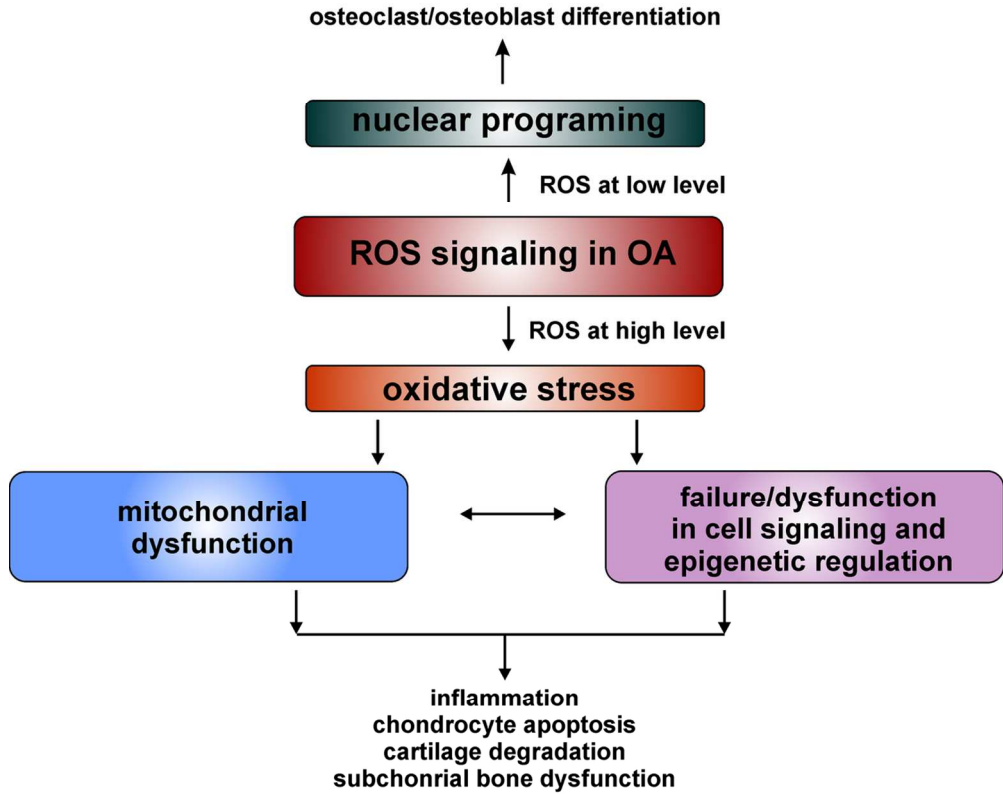 osteoclast/osteoblast differentiation
nuclear programing
ROS at low level
ROS signaling in OA
ROS at high level
oxidative stress
mitochondrial
dysfunction
failure/dysfunction
in cell signaling and
epigenetic regulation
inflammation
chondrocyte apoptosis
cartilage degradation
subchonrial bone dysfunction